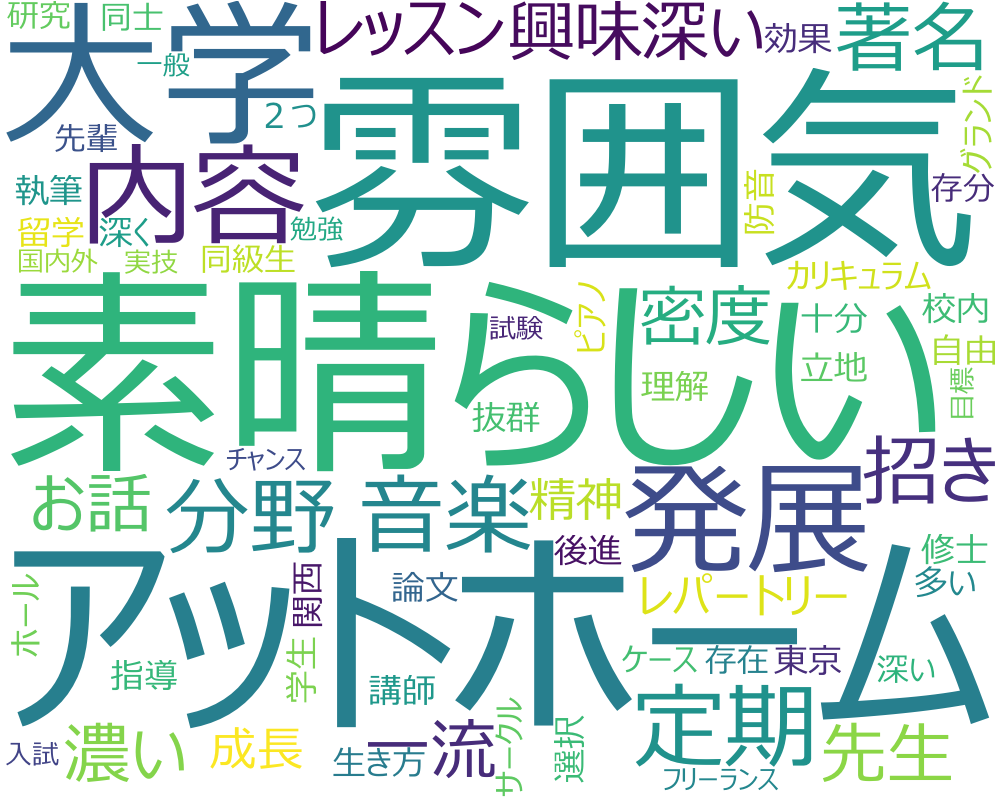 研究
同士
レッスン
興味深い
効果
著名
大学
一般
２つ
先輩
雰囲気
グランド
内容
執筆
勉強
防音
存分
留学
深く
国内外
実技
同級生
カリキュラム
素晴らしい
試験
ピアノ
密度
十分
校内
理解
立地
自由
目標
抜群
チャンス
お話
分野
音楽
精神
発展
招き
後進
修士
アットホーム
関西
論文
レパートリー
多い
ホール
指導
学生
講師
ケース
存在
東京
深い
入試
濃い
成長
生き方
一流
サークル
選択
定期
フリーランス
先生